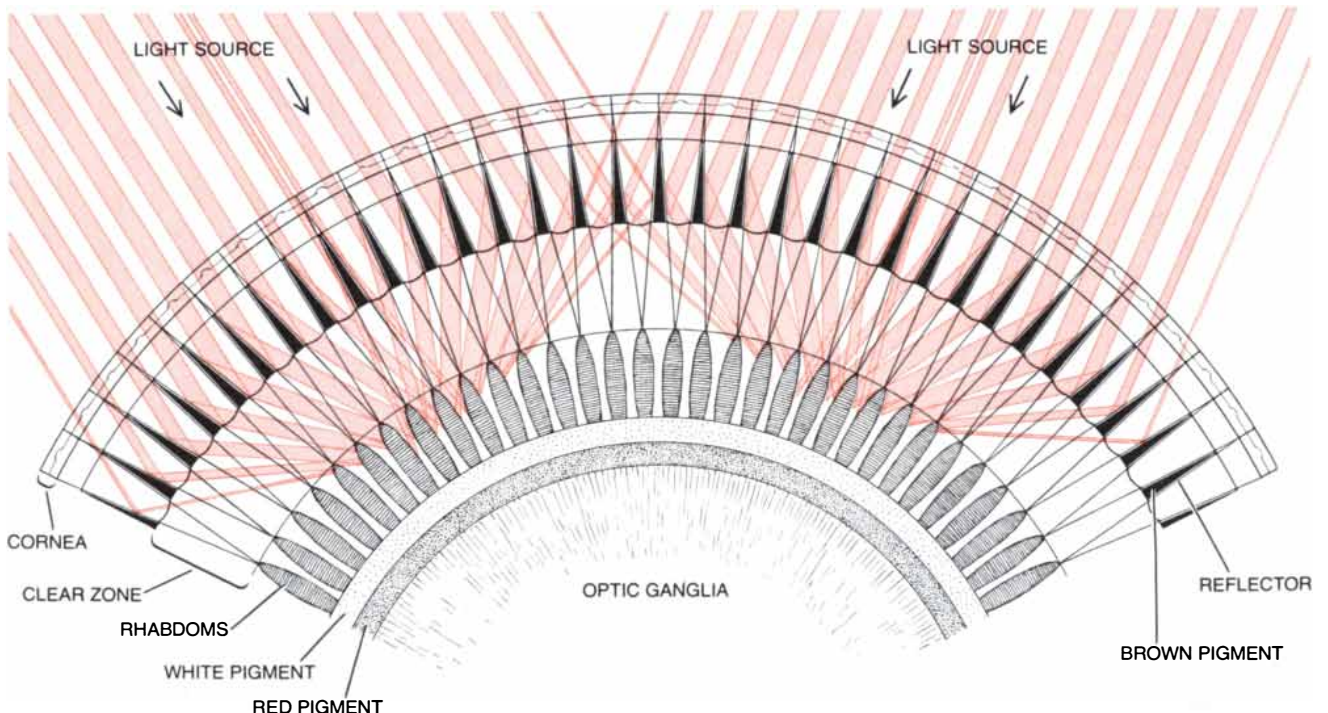 LIGHT SOURCE
LIGHT SOURCE
CORNEA
CLEAR ZONE
RHABDOMS
WHITE PIGMENT
RED PIGMENT
OPTIC GANGLIA
REFLECTOR
BROWN PIGMENT